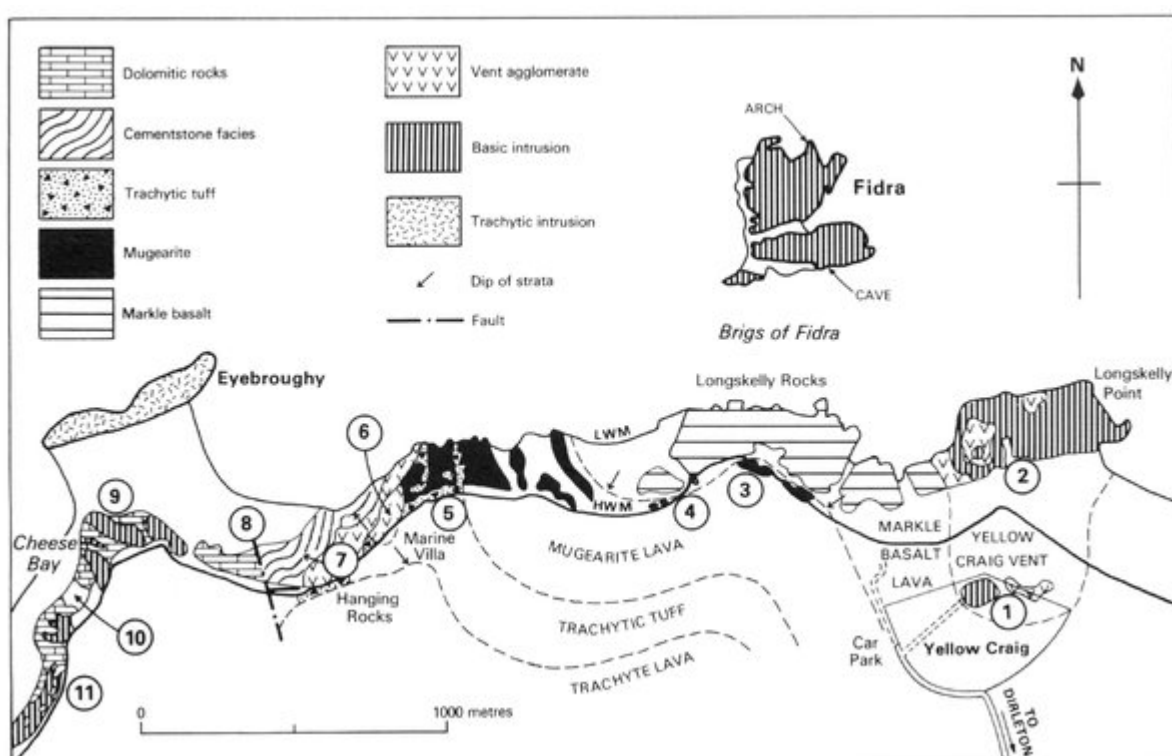 Dolomitic rocks
Cementstone facies
Trachytic tuff
Mugearite
Markle basalt
Vent agglomerate
Basic intrusion
Trachytic intrusion
Dip of strata
Fault
N
ARCH
Fidra
CAVE
Brigs of Fidra
Eyebroughy
Longskelly Rocks
Longskelly
Point
LWM
HWM
6
9
8
5
4
3
2
7
Cheese
Bay
Marine
Villa
Hanging
Rocks
MUGEARITE LAVA
MARKLE
BASALT
LAVA
YELLOW
CRAIG VENT
1
10
11
TRACHYTIC TUFF
TRACHYTE LAVA
Car
Park
Yellow Craig
0
1000 metres
TO
DIRLETON